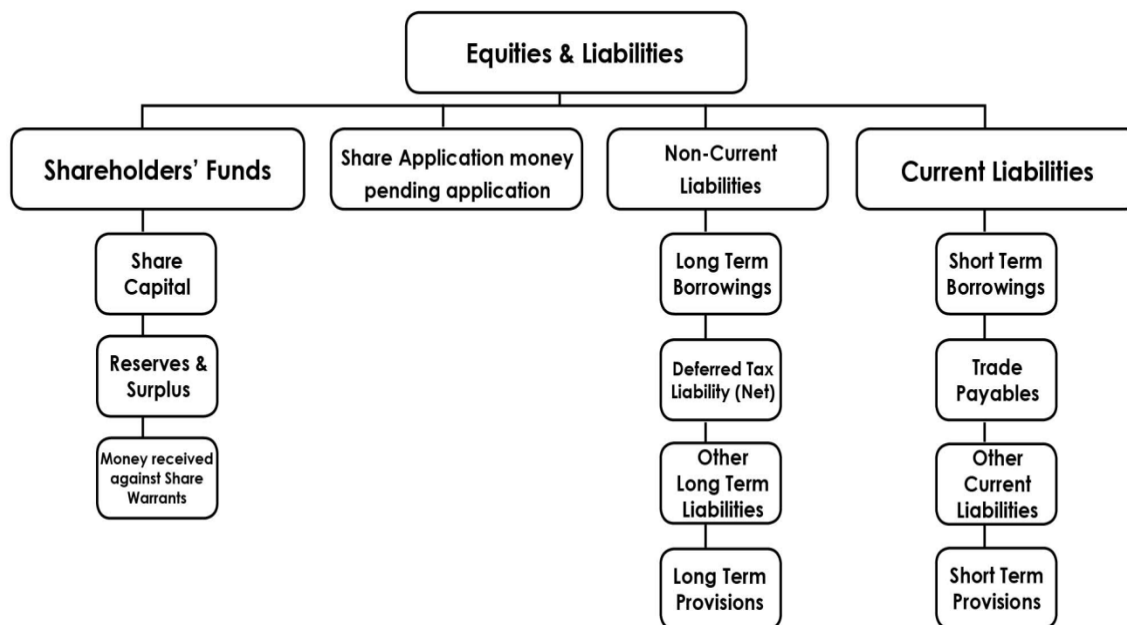 Equities & Liabilities
Shareholders' Funds
Share Application money
pending application
Non-Current
Liabilities
Current Liabilities
Share
Capital
Reserves &
Surplus
Money received
against Share
Warrants
Long Term
Borrowings
Deferred Tax
Liability (Net)
Other
Long Term
Liabilities
Long Term
Provisions
Short Term
Borrowings
Trade
Payables
Other
Current
Liabilities
Short Term
Provisions